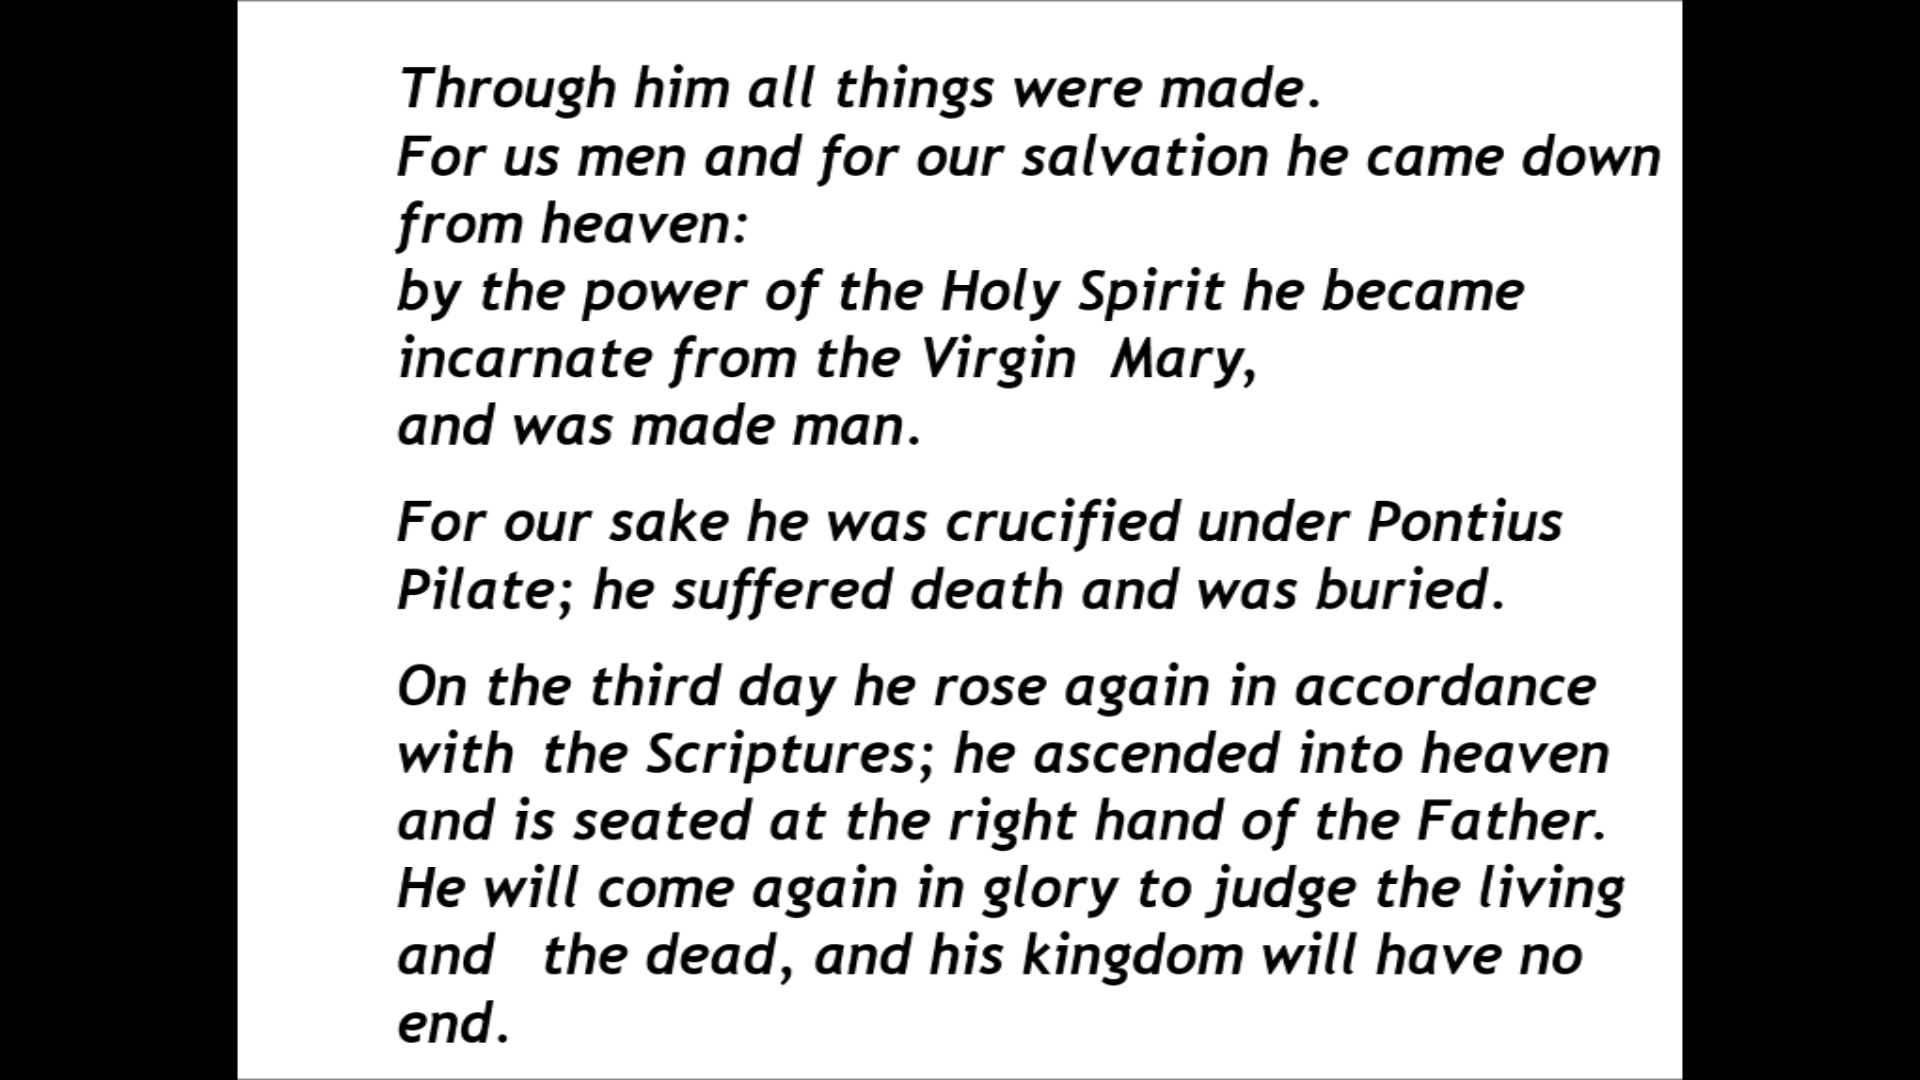 Through him all things were made.
For us men and for our salvation he came down
from heaven:
by the power of the Holy Spirit he became
incarnate from the Virgin  Mary,
and was made man.
For our sake he was crucified under Pontius
Pilate; he suffered death and was buried.
On the third day he rose again in accordance
with  the Scriptures; he ascended into heaven
and is seated at the right hand of the Father.
He will come again in glory to judge the living
and   the dead, and his kingdom will have no
end.